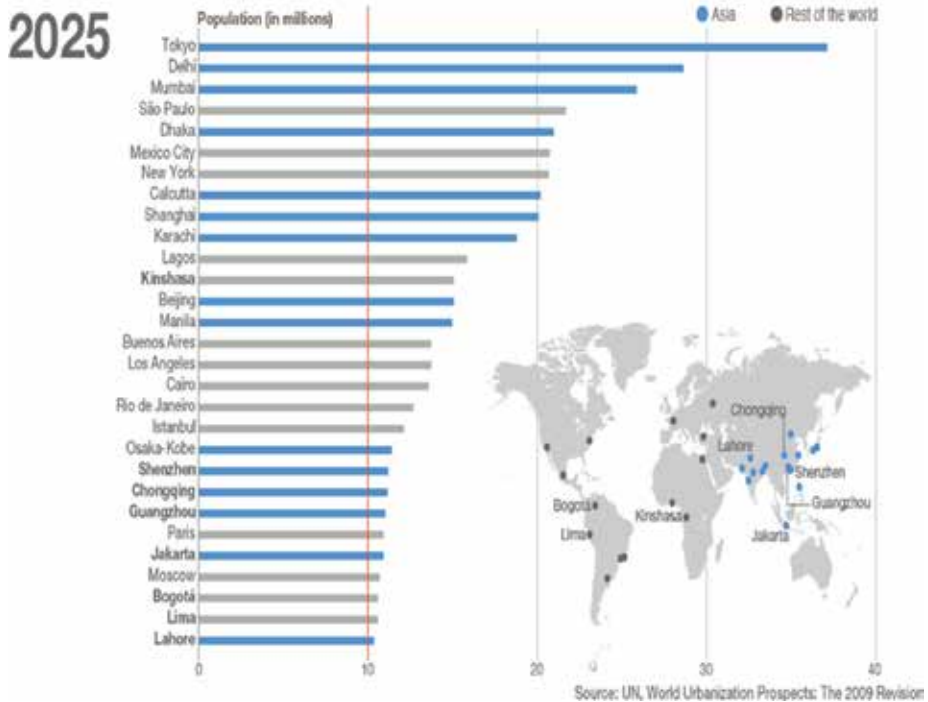 2025
Population (in millions)
Asia
Rest of the world
Tokyo
Delhi
Mumbai
São Paulo
Dhaka
Mexico City
New York
Calcutta
Shanghai
Karachi
Lagos
Kinshasa
Beijing
Manila
Buenos Aires
Los Angeles
Cairo
Rio de Janeiro
Istanbul
Osaka-Kobe
Shenzhen
Chongqing
Guangzhou
Paris
Jakarta
Moscow
Bogotá
Lima
Lahore
0
10
20
30
40
Chongqing
Lahore
Shenzhen
Bogotá
Guangzhou
Kinshasa
Lima
Jakarta
Source: UN, World Urbanization Prospects: The 2009 Revision